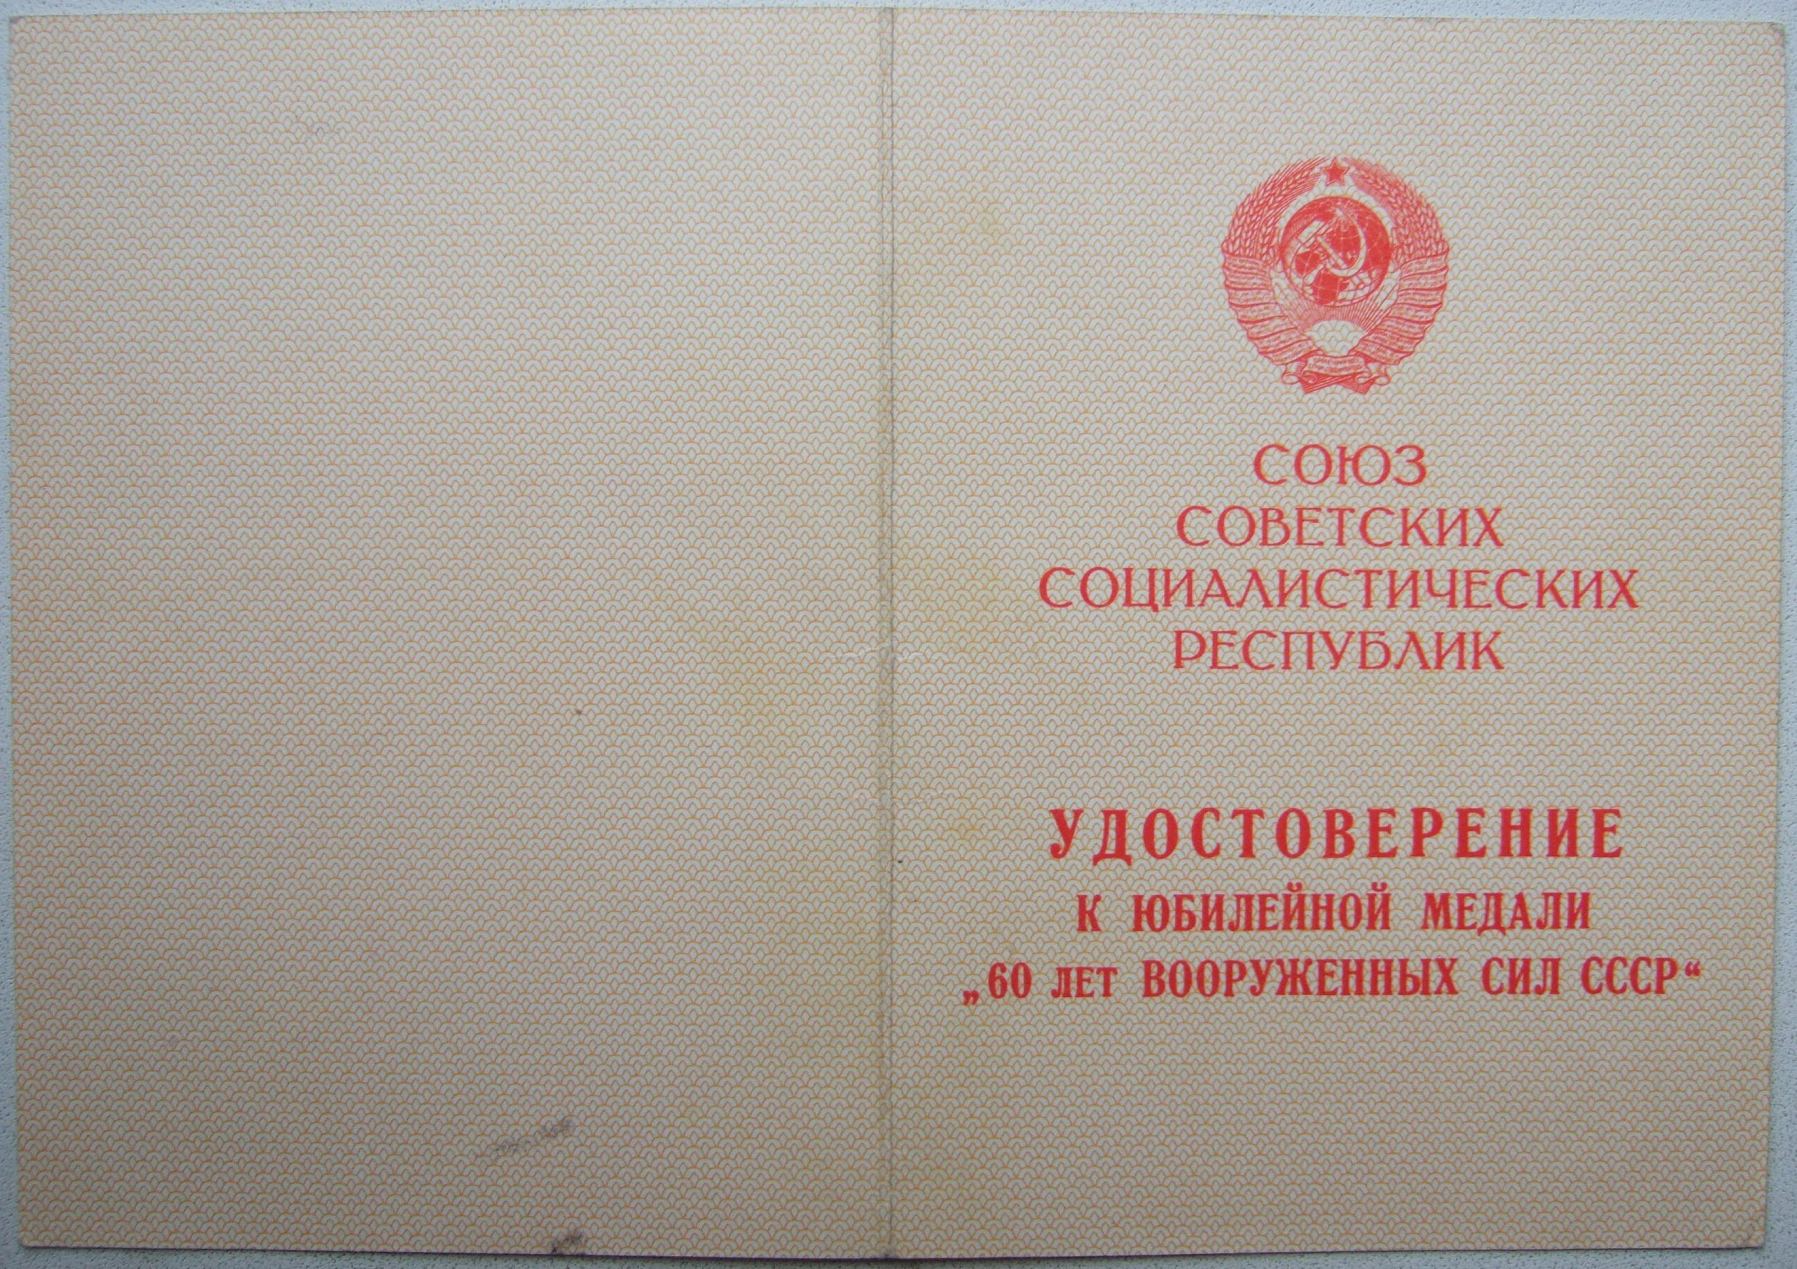 СОЮЗ
СОВЕТСКИХ
СОЦИАЛИСТИЧЕСКИХ
РЕСПУБЛИК
УДОСТОВЕРЕНИЕ
К ЮБИЛЕЙНОЙ МЕДАЛИ
„60 ЛЕТ ВООРУЖЕННЫХ СИЛ СССР“